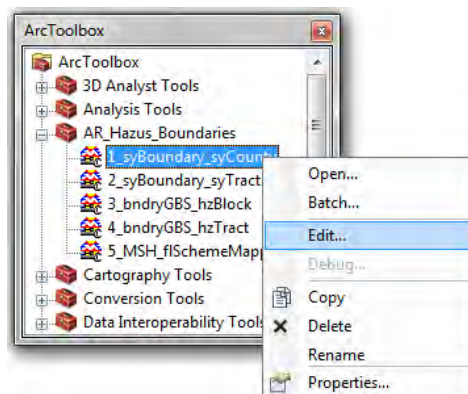 ArcToolbox
ArcToolbox
3D Analyst Tools
Analysis Tools
AR_Hazus_Boundaries
1_syBoundary_syCounty
2_syBoundary_syTract
3_bndryGBS_hzBlock
4_bndryGBS_hzTract
5_MSH_flSchemeMapp
Cartography Tools
Conversion Tools
Data Interoperability Tools
Open...
Batch...
Edit...
Debug...
Copy
Delete
Rename
Properties...